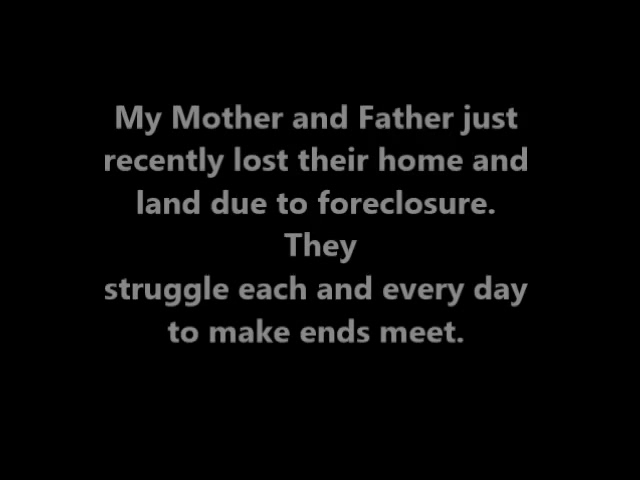 My Mother and Father just
recently lost their home and
land due to foreclosure.
They
struggle each and every day
to make ends meet.